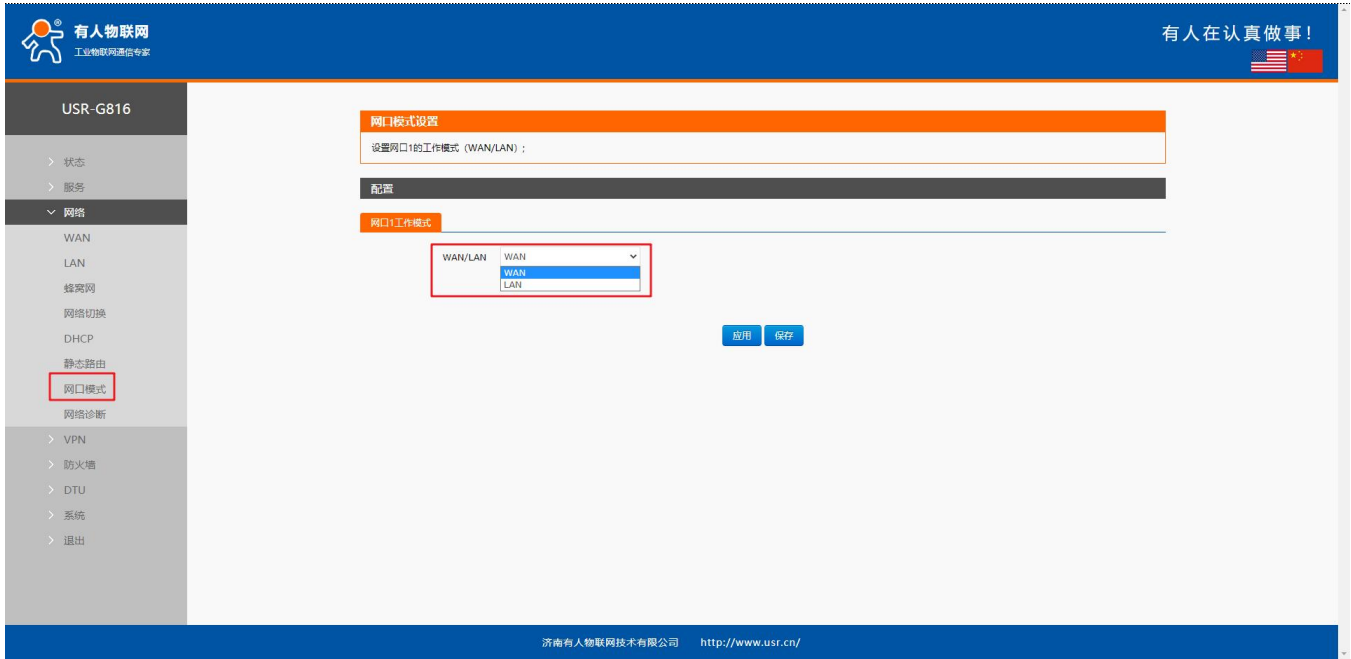 有人物联网
工业物联网通信专家
有人在认真做事！
USR-G816
状态
服务
网络
WAN
LAN
蜂窝网
网络切换
DHCP
静态路由
网口模式
网络诊断
VPN
防火墙
DTU
系统
退出
网口模式设置
设置网口1的工作模式（WAN/LAN）;
配置
网口1工作模式
WAN/LAN WAN
WAN
LAN
应用 保存
济南有人物联网技术有限公司 http://www.usr.cn/